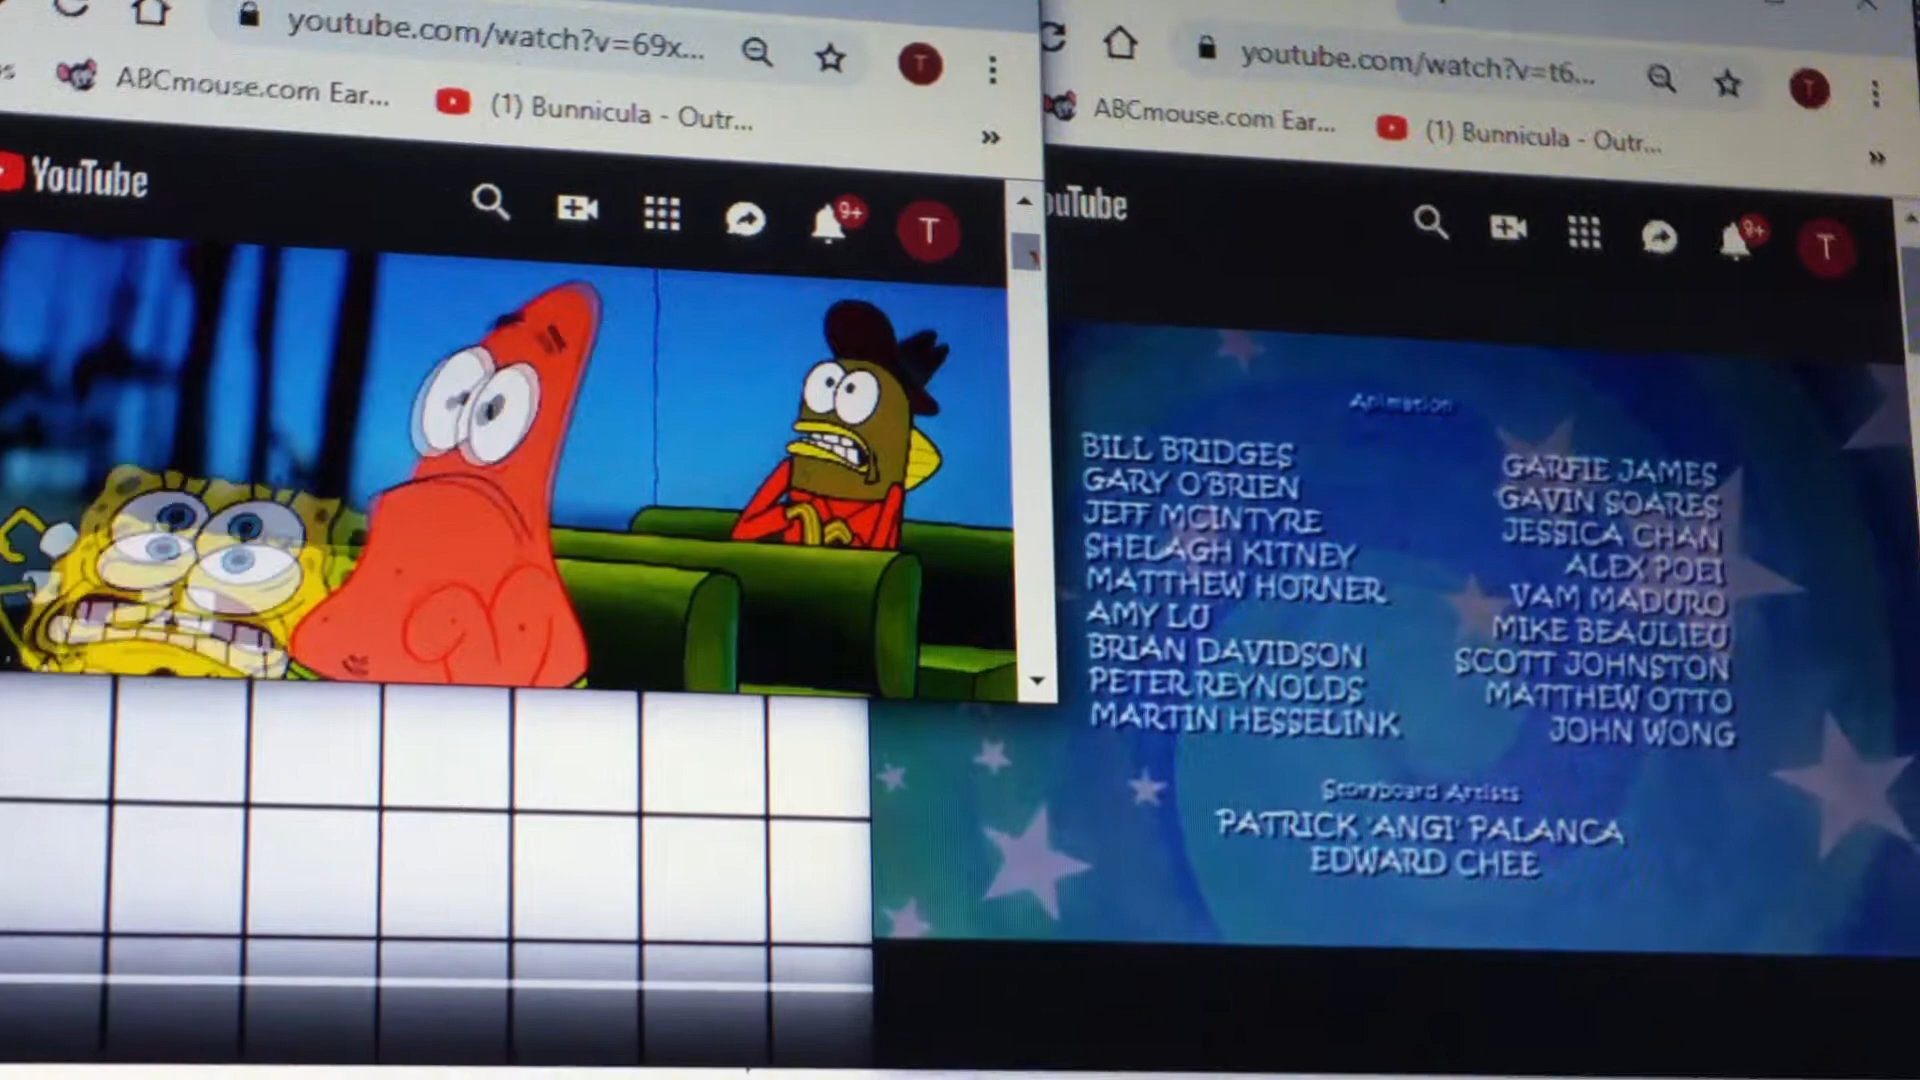 youtube.com/watch?v=69x...
ABCmouse.com Ear...
(1) Bunnicula - Outr...
»
YouTube
9+
T
youtube.com/watch?v=t6...
T
ABCmouse.com Ear...
(1) Bunnicula - Outr...
»
ouTube
9+
T
Animation
BILL BRIDGES
GARY O'BRIEN
JEFF MCINTYRE
SHELAGH KITNEY
MATTHEW HORNER
AMY LU
BRIAN DAVIDSON
PETER REYNOLDS
MARTIN HESSELINK
GARFIE JAMES
GAVIN SOARES
JESSICA CHAN
ALEX POEI
VAM MADURO
MIKE BEAULIEU
SCOTT JOHNSTON
MATTHEW OTTO
JOHN WONG
Storyboard Artists
PATRICK 'ANGI' PALANCA
EDWARD CHEE